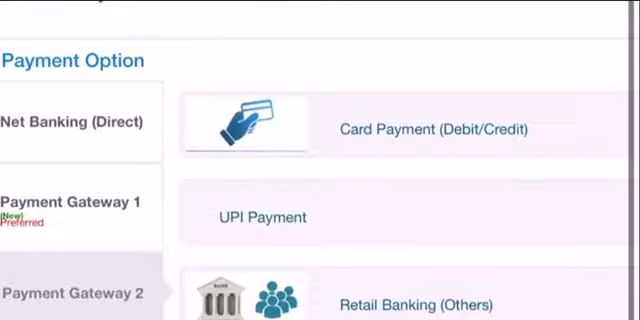 Payment Option
Net Banking (Direct)
Card Payment (Debit/Credit)
Payment Gateway 1
(New)
Preferred
UPI Payment
Payment Gateway 2
BANK
Retail Banking (Others)